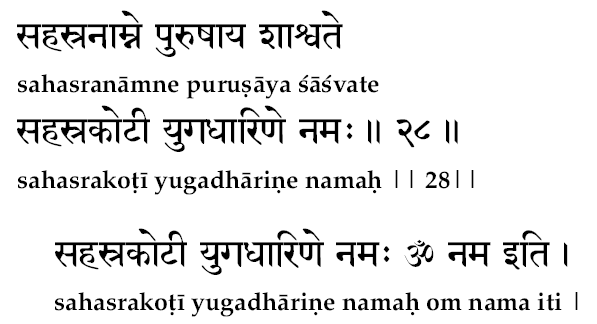 सहस्रनाम्ने पुरुषाय शाश्वते
sahasranāmne puruṣāya śāśvate
सहस्रकोटी युगधारिणे नमः ॥ २८ ॥
sahasrakoṭī yugadhāriṇe namaḥ || 28||
सहस्रकोटी युगधारिणे नमः ॐ नम इति ।
sahasrakoṭī yugadhāriṇe namaḥ om nama iti |